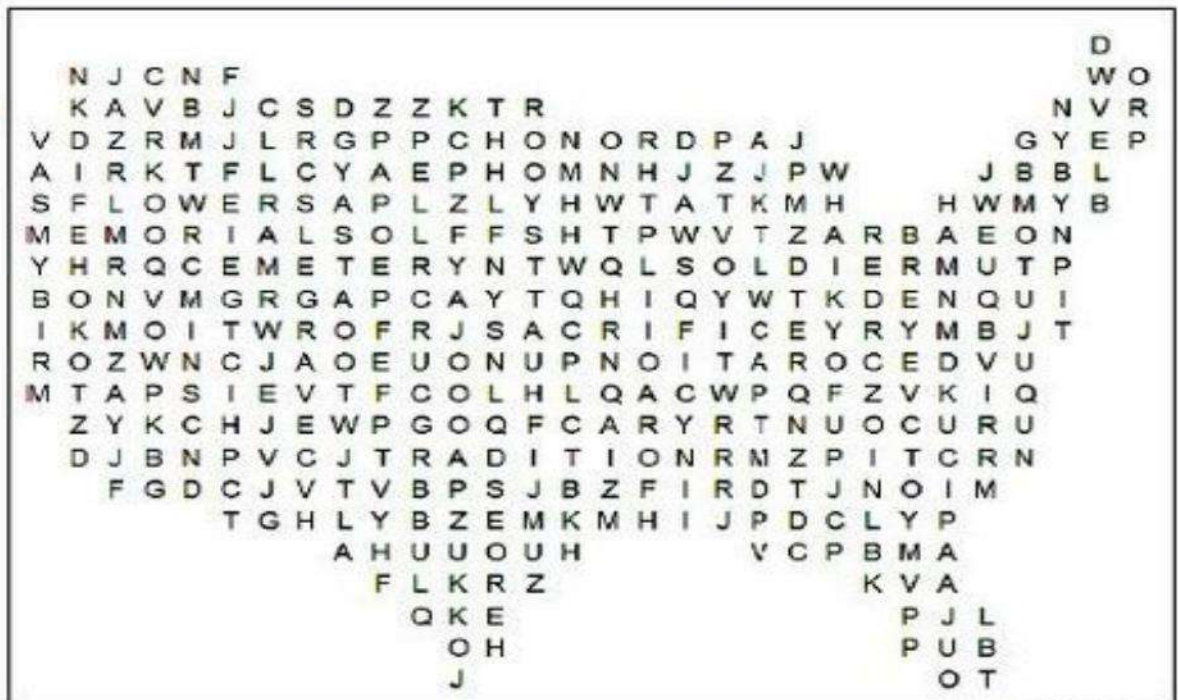 D
N J C N F W O
K A V B J C S D Z Z K T R N V R
V D Z R M J L R G P P C H O N O R D P A J G Y E P
A I R K T F L C Y A E P H O M N H J Z J P W J B B L
S F L O W E R S A P L Z L Y H W T A T K M H H W M Y B
M E M O R I A L S O L F F S H T P W V T Z A R B A E O N
Y H R Q C E M E T E R Y N T W Q L S O L D I E R M U T P
B O N V M G R G A P C A Y T Q H I Q Y W T K D E N Q U I
I K M O I T W R O F R J S A C R I F I C E Y R Y M B J T
R O Z W N C J A O E U O N U P N O I T A R O C E D V U
M T A P S I E V T F C O L H L Q A C W P Q F Z V K I Q
Z Y K C H J E W P G O Q F C A R Y R T N U O C U R U
D J B N P V C J T R A D I T I O N R M Z P I T C R N
F G D C J V T V B P S J B Z F I R D T J N O I M
T G H L Y B Z E M K M H I J P D C L Y P
A H U U O U H V C P B M A
F L K R Z K V A
Q K E P J L
O H P U B
J O T